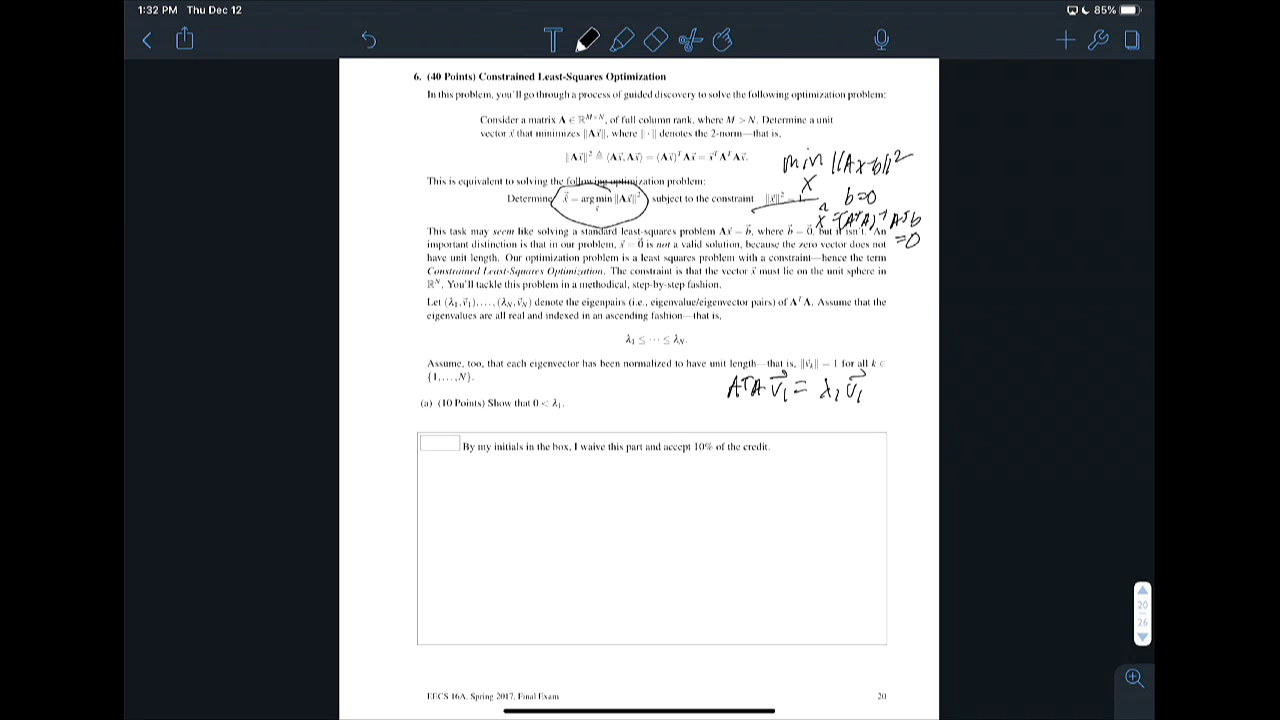 1:32 PM Thu Dec 12
85%
6. (40 Points) Constrained Least-Squares Optimization
In this problem, you'll go through a process of guided discovery to solve the following optimization problem:
Consider a matrix A ∈ ℝ^{M×N}, of full column rank, where M > N. Determine a unit
vector x⃗ that minimizes ‖Ax⃗‖, where ‖·‖ denotes the 2-norm—that is,
‖Ax⃗‖² ≜ ⟨Ax⃗, Ax⃗⟩ = (Ax⃗)ᵀAx⃗ = x⃗ᵀAᵀAx⃗.
min ‖Ax-b‖²
x
This is equivalent to solving the following optimization problem:
Determine x⃗ = arg min ‖Ax⃗‖² subject to the constraint ‖x⃗‖² = 1
x⃗
b=0
x̂ = (AᵀA)⁻¹Aᵀb
=0
This task may seem like solving a standard least-squares problem Ax⃗ = b⃗, where b⃗ = 0⃗, but it isn't. An
important distinction is that in our problem, x⃗ = 0⃗ is not a valid solution, because the zero vector does not
have unit length. Our optimization problem is a least squares problem with a constraint—hence the term
Constrained Least-Squares Optimization. The constraint is that the vector x⃗ must lie on the unit sphere in
ℝᴺ. You'll tackle this problem in a methodical, step-by-step fashion.
Let (λ₁, v⃗₁), …, (λ_N, v⃗_N) denote the eigenpairs (i.e., eigenvalue/eigenvector pairs) of AᵀA. Assume that the
eigenvalues are all real and indexed in an ascending fashion—that is,
λ₁ ≤ ⋯ ≤ λ_N.
Assume, too, that each eigenvector has been normalized to have unit length—that is, ‖v⃗ₖ‖ = 1 for all k ∈
{1, …, N}.
AᵀA v⃗₁ = λ₁ v⃗₁
(a) (10 Points) Show that 0 < λ₁.
By my initials in the box, I waive this part and accept 10% of the credit.
20
26
EECS 16A, Spring 2017, Final Exam
20